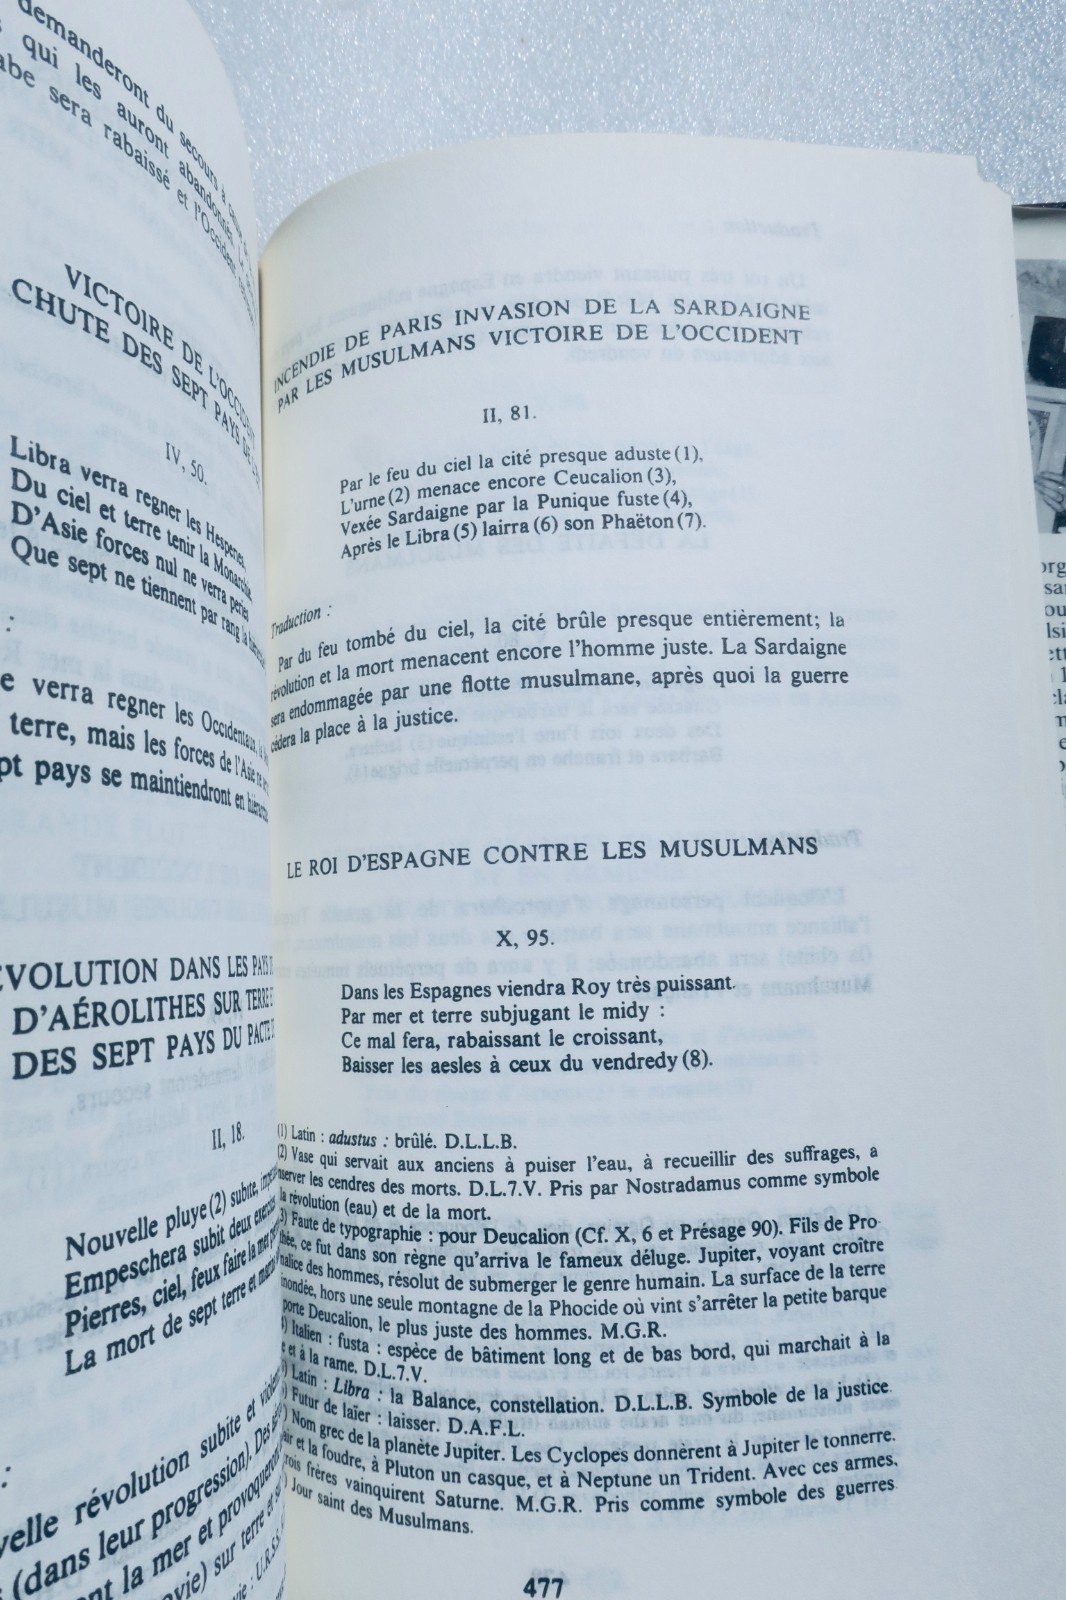 demanderont du secours à
qui les auront abandonnés.
abe sera rabaissé et l'Occident
VICTOIRE DE L'OCCIDENT
CHUTE DES SEPT PAYS DE
IV, 50.
Libra verra regner les Hesperies,
Du ciel et terre tenir la Monarchie,
D'Asie forces nul ne verra peries
Que sept ne tiennent par rang la
:
e verra regner les Occidentaux,
terre, mais les forces de l'Asie ne
pt pays se maintiendront en
ÉVOLUTION DANS LES PAYS
D'AÉROLITHES SUR TERRE
DES SEPT PAYS DU PACTE
II, 18.
Nouvelle pluye (2) subite,
Empeschera subit deux
Pierres, ciel, feux faire la mer
La mort de sept terre et
:
velle révolution subite et
(dans leur progression). Des
nt la mer et provoqueront
ovie) sur terre et sur
vie : U.R.S.S.
INCENDIE DE PARIS INVASION DE LA SARDAIGNE
PAR LES MUSULMANS VICTOIRE DE L'OCCIDENT
II, 81.
Par le feu du ciel la cité presque aduste (1),
L'urne (2) menace encore Ceucalion (3),
Vexée Sardaigne par la Punique fuste (4),
Après le Libra (5) lairra (6) son Phaëton (7).
Traduction :
Par du feu tombé du ciel, la cité brûle presque entièrement; la
révolution et la mort menacent encore l'homme juste. La Sardaigne
sera endommagée par une flotte musulmane, après quoi la guerre
cédera la place à la justice.
LE ROI D'ESPAGNE CONTRE LES MUSULMANS
X, 95.
Dans les Espagnes viendra Roy très puissant.
Par mer et terre subjugant le midy :
Ce mal fera, rabaissant le croissant,
Baisser les aesles à ceux du vendredy (8).
(1) Latin : adustus : brûlé. D.L.L.B.
(2) Vase qui servait aux anciens à puiser l'eau, à recueillir des suffrages, a
nserver les cendres des morts. D.L.7.V. Pris par Nostradamus comme symbole
la révolution (eau) et de la mort.
3) Faute de typographie : pour Deucalion (Cf. X, 6 et Présage 90). Fils de Pro-
thée, ce fut dans son règne qu'arriva le fameux déluge. Jupiter, voyant croître
malice des hommes, résolut de submerger le genre humain. La surface de la terre
inondée, hors une seule montagne de la Phocide où vint s'arrêter la petite barque
porte Deucalion, le plus juste des hommes. M.G.R.
) Italien : fusta : espèce de bâtiment long et de bas bord, qui marchait à la
e et à la rame. D.L.7.V.
) Latin : Libra : la Balance, constellation. D.L.L.B. Symbole de la justice.
) Futur de laïer : laisser. D.A.F.L.
) Nom grec de la planète Jupiter. Les Cyclopes donnèrent à Jupiter le tonnerre.
air et la foudre, à Pluton un casque, et à Neptune un Trident. Avec ces armes,
rois frères vainquirent Saturne. M.G.R. Pris comme symbole des guerres
) Jour saint des Musulmans.
477